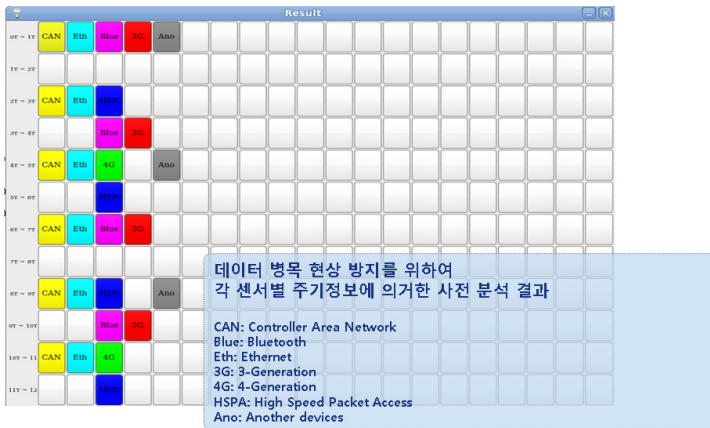 Result
0T ~ 1T CAN Eth Blue 3G Ano
1T ~ 2T
2T ~ 3T CAN Eth
3T ~ 4T Blue 3G
4T ~ 5T CAN Eth 4G Ano
5T ~ 6T
6T ~ 7T CAN Eth Blue 3G
7T ~ 8T
8T ~ 9T CAN Eth Ano
9T ~ 10T Blue 3G
10T ~ 11 CAN Eth 4G
11T ~ 12
데이터 병목 현상 방지를 위하여
각 센서별 주기정보에 의거한 사전 분석 결과
CAN: Controller Area Network
Blue: Bluetooth
Eth: Ethernet
3G: 3-Generation
4G: 4-Generation
HSPA: High Speed Packet Access
Ano: Another devices